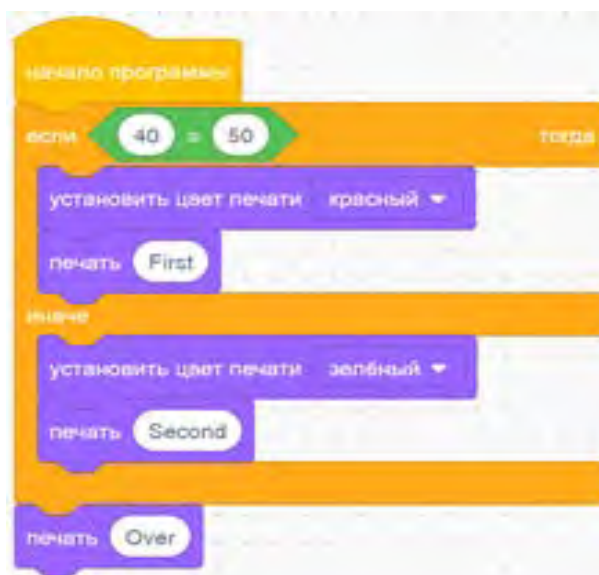 начало программы
если 40 = 50 тогда
установить цвет печати красный
печать First
иначе
установить цвет печати зелёный
печать Second
печать Over